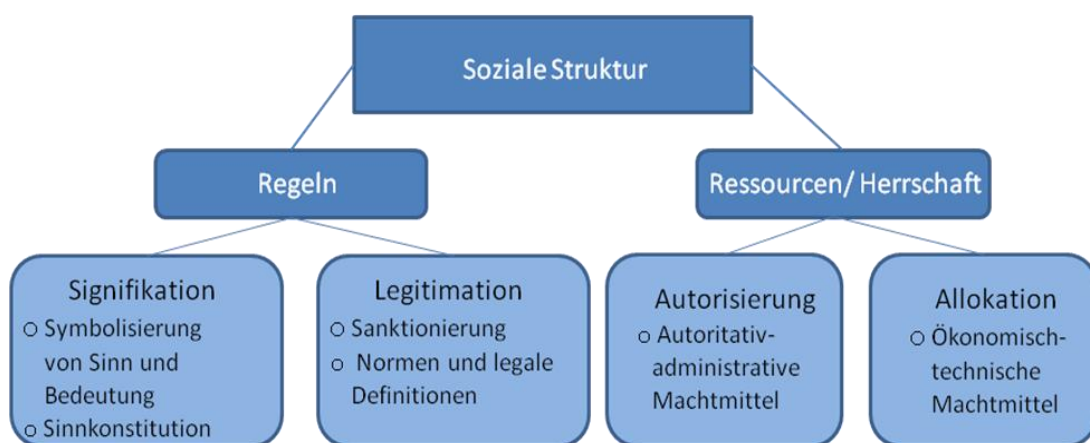 Soziale Struktur
Regeln
Ressourcen/ Herrschaft
Signifikation
o Symbolisierung
von Sinn und
Bedeutung
o Sinnkonstitution
Legitimation
o Sanktionierung
o Normen und legale
Definitionen
Autorisierung
o Autoritativ-
administrative
Machtmittel
Allokation
o Ökonomisch-
technische
Machtmittel